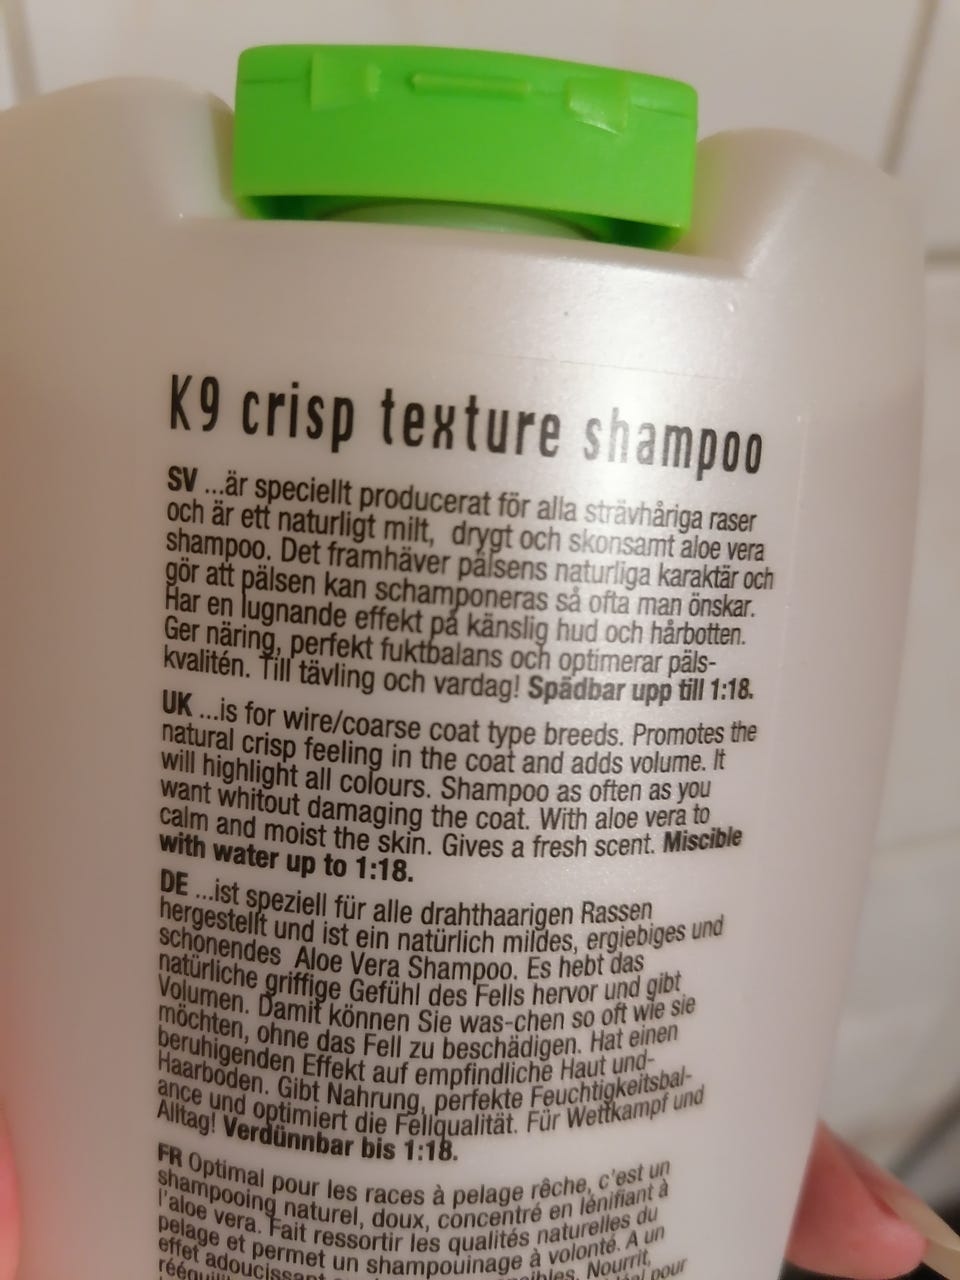 K9 crisp texture shampoo
SV ...är speciellt producerat för alla strävhåriga raser
och är ett naturligt milt, drygt och skonsamt aloe vera
shampoo. Det framhäver pälsens naturliga karaktär och
gör att pälsen kan schamponeras så ofta man önskar.
Har en lugnande effekt på känslig hud och hårbotten.
Ger näring, perfekt fuktbalans och optimerar päls-
kvalitén. Till tävling och vardag! Spädbar upp till 1:18.
UK ...is for wire/coarse coat type breeds. Promotes the
natural crisp feeling in the coat and adds volume. It
will highlight all colours. Shampoo as often as you
want whitout damaging the coat. With aloe vera to
calm and moist the skin. Gives a fresh scent. Miscible
with water up to 1:18.
DE ...ist speziell für alle drahthaarigen Rassen
hergestellt und ist ein natürlich mildes, ergiebiges und
schonendes Aloe Vera Shampoo. Es hebt das
natürliche griffige Gefühl des Fells hervor und gibt
Volumen. Damit können Sie was-chen so oft wie sie
möchten, ohne das Fell zu beschädigen. Hat einen
beruhigenden Effekt auf empfindliche Haut und-
Haarboden. Gibt Nahrung, perfekte Feuchtigkeitsbal-
ance und optimiert die Fellqualität. Für Wettkampf und
Alltag! Verdünnbar bis 1:18.
FR Optimal pour les races à pelage rêche, c'est un
shampooing naturel, doux, concentré en lénifiant à
l'aloe vera. Fait ressortir les qualités naturelles du
pelage et permet un shampouinage à volonté. A un
effet adoucissant Nourrit,
pour